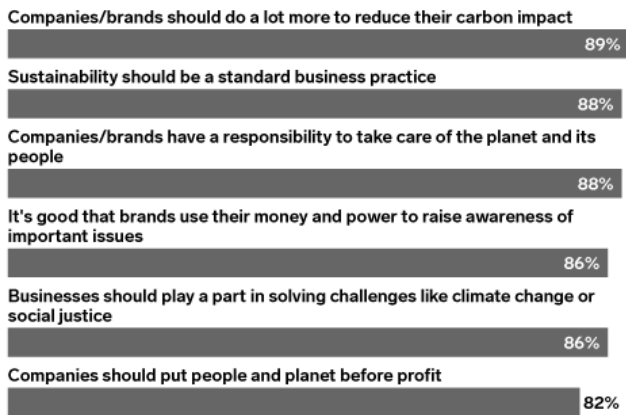 Companies/brands should do a lot more to reduce their carbon impact
89%
Sustainability should be a standard business practice
88%
Companies/brands have a responsibility to take care of the planet and its
people
88%
It's good that brands use their money and power to raise awareness of
important issues
86%
Businesses should play a part in solving challenges like climate change or
social justice
86%
Companies should put people and planet before profit
82%